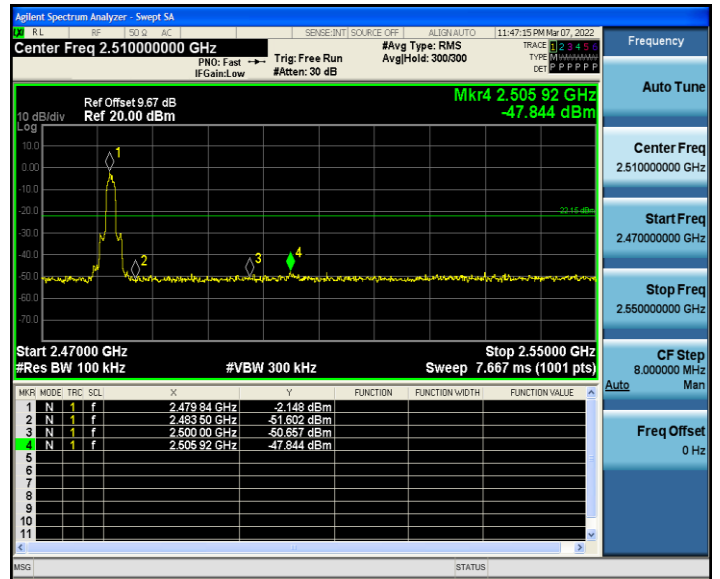 Agilent Spectrum Analyzer - Swept SA
RL RF 50 Ω AC SENSE:INT SOURCE OFF ALIGNAUTO 11:47:15 PM Mar 07, 2022
Center Freq 2.510000000 GHz
#Avg Type: RMS
TRACE 1 2 3 4 5 6
PNO: Fast
Trig: Free Run
Avg|Hold: 300/300
TYPE M
IFGain:Low
#Atten: 30 dB
DET P P P P P P
Ref Offset 9.67 dB
Mkr4 2.505 92 GHz
10 dB/div Ref 20.00 dBm
-47.844 dBm
Log
10.0
1
0.00
-10.0
-20.0
-22.15 dBm
-30.0
-40.0
2
3
4
-50.0
-60.0
-70.0
Start 2.47000 GHz
Stop 2.55000 GHz
#Res BW 100 kHz
#VBW 300 kHz
Sweep 7.667 ms (1001 pts)
MKR MODE TRC SCL X Y FUNCTION FUNCTION WIDTH FUNCTION VALUE
1 N 1 f 2.479 84 GHz -2.148 dBm
2 N 1 f 2.483 50 GHz -51.602 dBm
3 N 1 f 2.500 00 GHz -50.657 dBm
4 N 1 f 2.505 92 GHz -47.844 dBm
5
6
7
8
9
10
11
MSG
STATUS
Frequency
Auto Tune
Center Freq
2.510000000 GHz
Start Freq
2.470000000 GHz
Stop Freq
2.550000000 GHz
CF Step
8.000000 MHz
Auto Man
Freq Offset
0 Hz